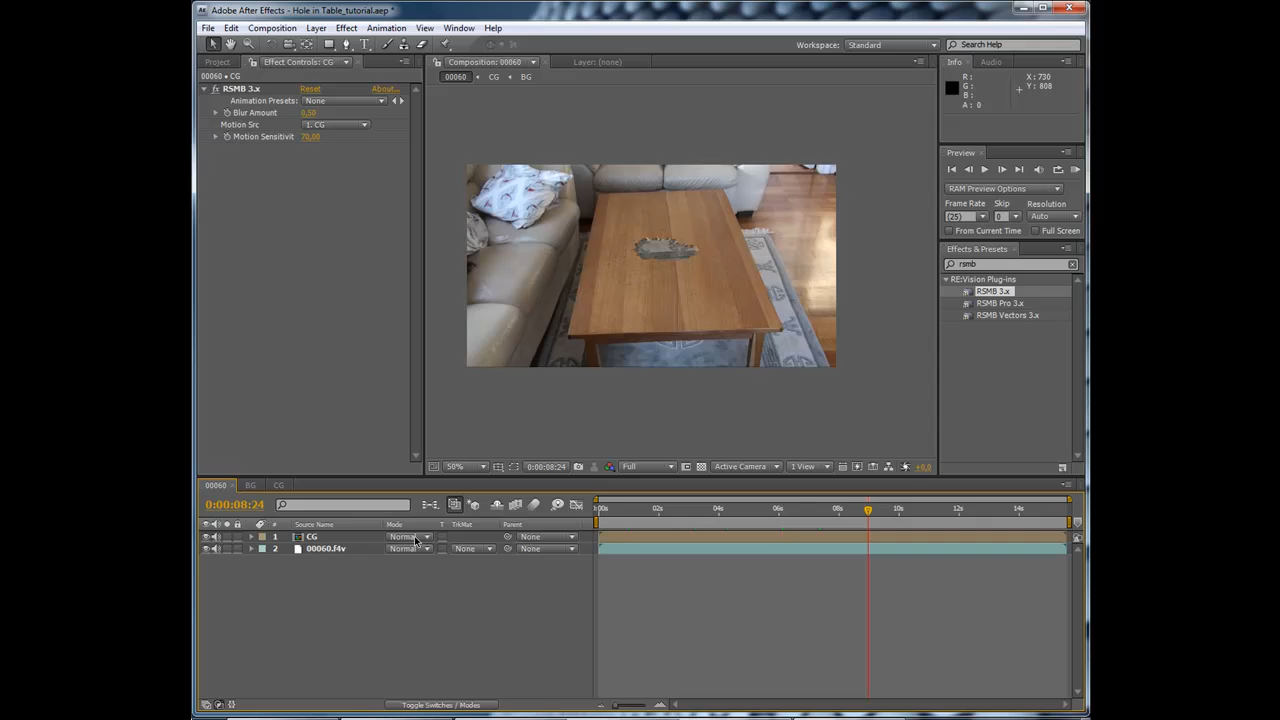 Adobe After Effects - Hole in Table_tutorial.aep *
File Edit Composition Layer Effect Animation View Window Help
Workspace: Standard Search Help
Project Effect Controls: CG
00060 • CG
RSMB 3.x Reset About...
Animation Presets: None
Blur Amount 0,50
Motion Src 1. CG
Motion Sensitivit 70,00
Composition: 00060 Layer: (none)
00060 CG BG
50% 0:00:08:24 Full Active Camera 1 View +0,0
Info Audio
R: X: 730
G: Y: 808
B:
A: 0
Preview
RAM Preview Options
Frame Rate Skip Resolution
(25) 0 Auto
From Current Time Full Screen
Effects & Presets
rsmb
RE:Vision Plug-ins
RSMB 3.x
RSMB Pro 3.x
RSMB Vectors 3.x
00060 BG CG
0:00:08:24
00s 02s 04s 06s 08s 10s 12s 14s
# Source Name Mode T TrkMat Parent
1 CG Normal None
2 00060.f4v Normal None None
Toggle Switches / Modes